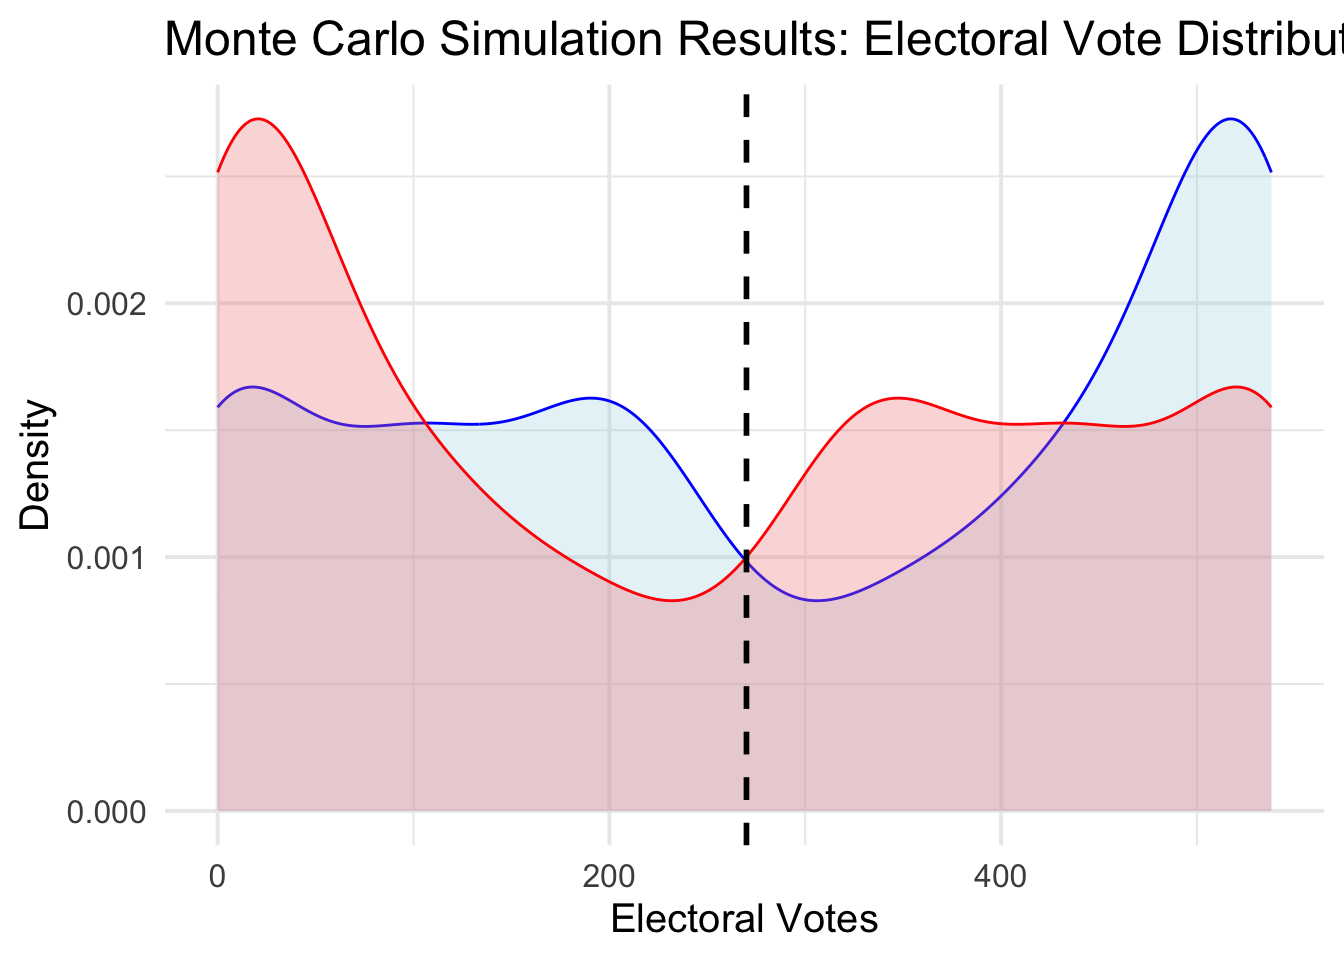 Monte Carlo Simulation Results: Electoral Vote Distribut
0.002
0.001
0.000
Density
0
200
400
Electoral Votes